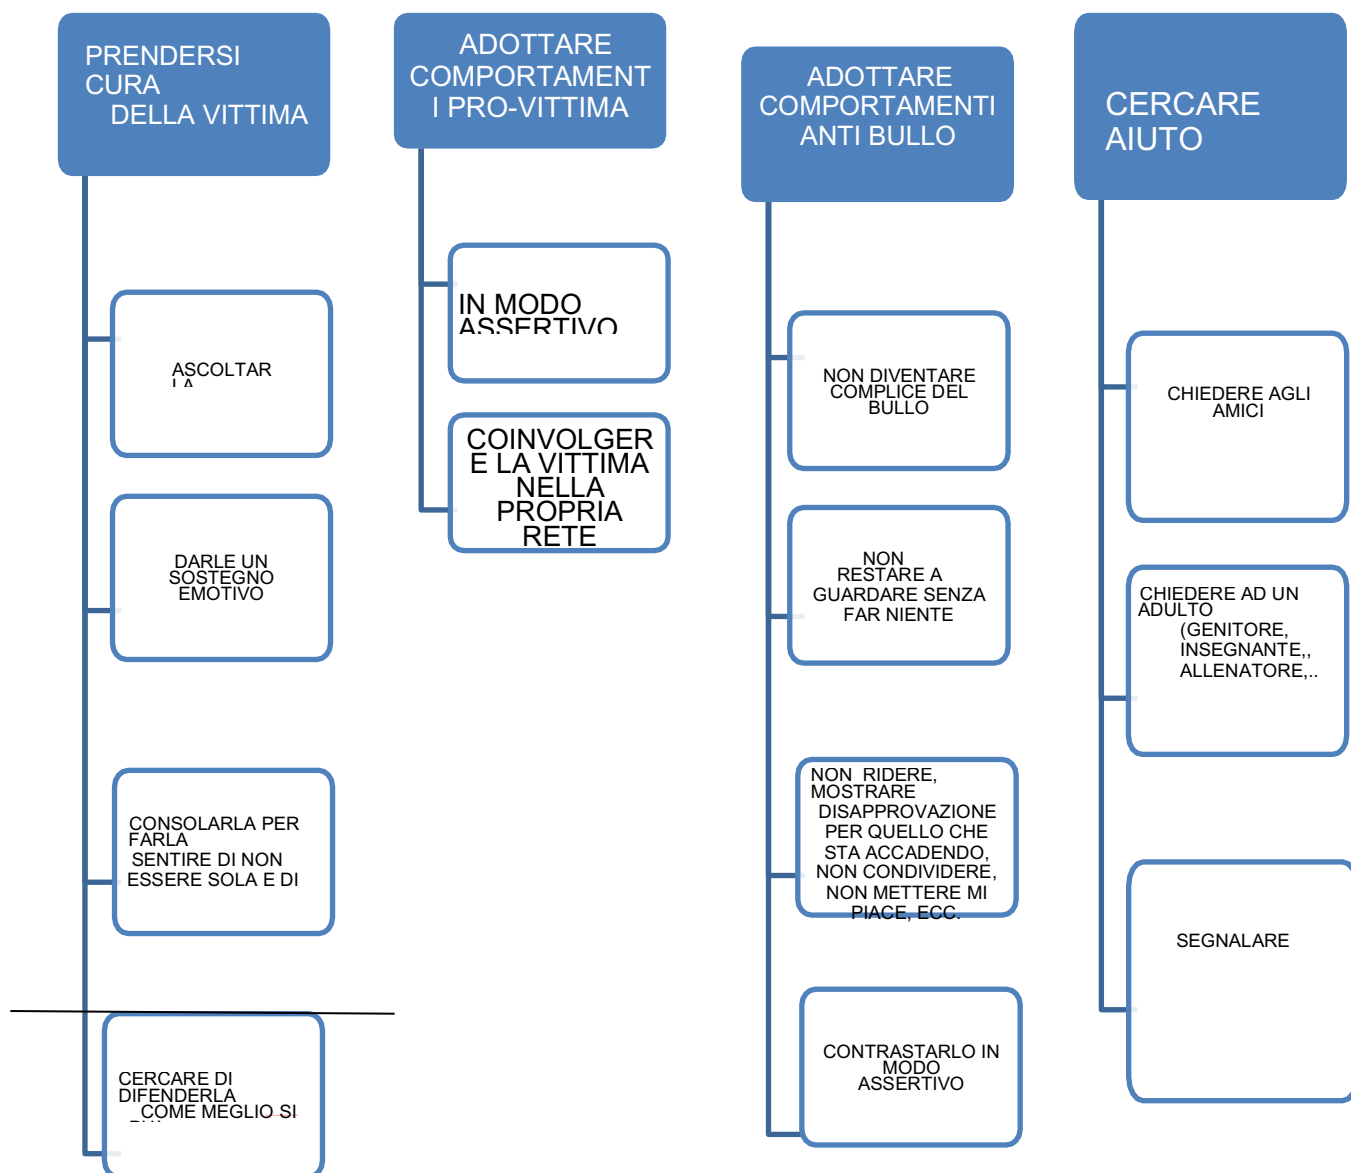 PRENDERSI
CURA
DELLA VITTIMA
ASCOLTAR
LA
DARLE UN
SOSTEGNO
EMOTIVO
CONSOLARLA PER
FARLA
SENTIRE DI NON
ESSERE SOLA E DI
CERCARE DI
DIFENDERLA
COME MEGLIO SI
ADOTTARE
COMPORTAMENT
I PRO-VITTIMA
IN MODO
ASSERTIVO
COINVOLGER
E LA VITTIMA
NELLA
PROPRIA
RETE
ADOTTARE
COMPORTAMENTI
ANTI BULLO
NON DIVENTARE
COMPLICE DEL
BULLO
NON
RESTARE A
GUARDARE SENZA
FAR NIENTE
NON RIDERE,
MOSTRARE
DISAPPROVAZIONE
PER QUELLO CHE
STA ACCADENDO,
NON CONDIVIDERE,
NON METTERE MI
PIACE, ECC.
CONTRASTARLO IN
MODO
ASSERTIVO
CERCARE
AIUTO
CHIEDERE AGLI
AMICI
CHIEDERE AD UN
ADULTO
(GENITORE,
INSEGNANTE,,
ALLENATORE,..
SEGNALARE